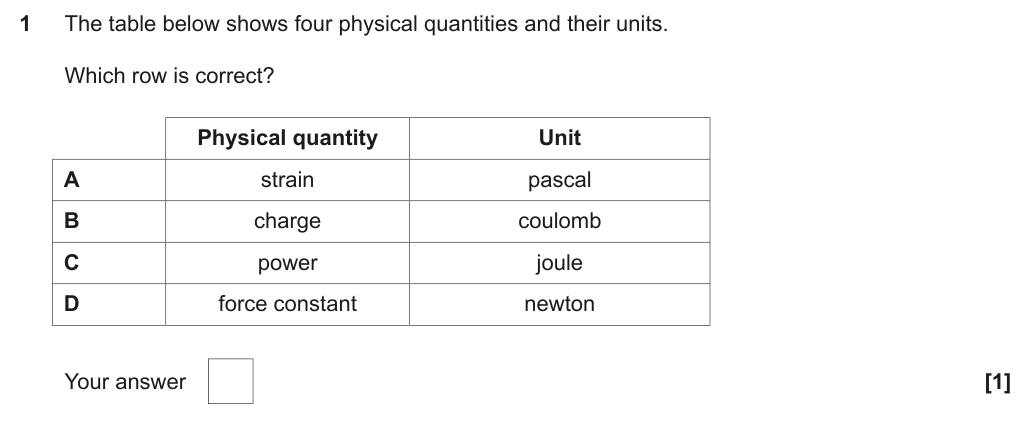 1 The table below shows four physical quantities and their units.
Which row is correct?
Physical quantity Unit
A strain pascal
B charge coulomb
C power joule
D force constant newton
Your answer [1]